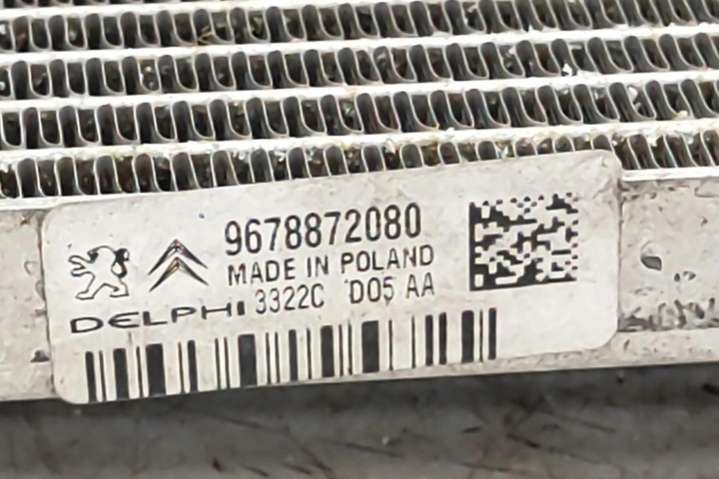 9678872080
MADE IN POLAND
DELPHI 3322C D05 AA